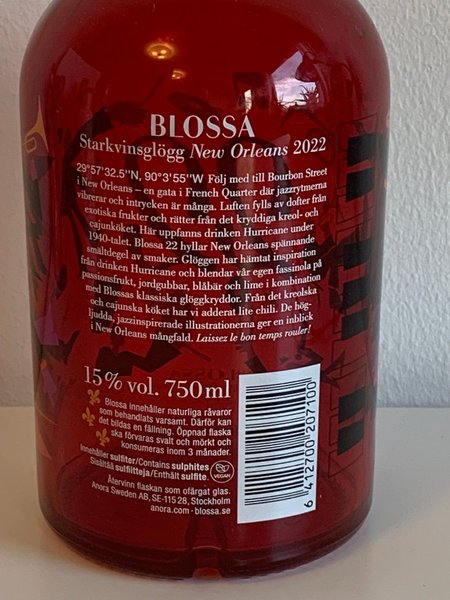 BLOSSA
Starkvinsglögg New Orleans 2022
29°57'32.5"N, 90°3'55"W Följ med till Bourbon Street
i New Orleans – en gata i French Quarter där jazzrytmerna
vibrerar och intrycken är många. Luften fylls av dofter från
exotiska frukter och rätter från det kryddiga kreol- och
cajunköket. Här uppfanns drinken Hurricane under
1940-talet. Blossa 22 hyllar New Orleans spännande
smältdegel av smaker. Glöggen har hämtat inspiration
från drinken Hurricane och blendar vår egen fassinola på
passionsfrukt, jordgubbar, blåbär och lime i kombination
med Blossas klassiska glöggkryddor. Från det kreolska
och cajunska köket har vi adderat lite chili. De hög-
ljudda, jazzinspirerade illustrationerna ger en inblick
i New Orleans mångfald. Laissez le bon temps rouler!
15% vol. 750 ml
Blossa innehåller naturliga råvaror
som behandlats varsamt. Därför kan
det bildas en fällning. Öppnad flaska
ska förvaras svalt och mörkt och
konsumeras inom 3 månader.
Innehåller sulfiter/Contains sulphites
Sisältää sulfiitteja/Enthält sulfite.
VEGAN
Återvinn flaskan som ofärgat glas.
Anora Sweden AB, SE-115 28, Stockholm
anora.com - blossa.se
6 412700 207100